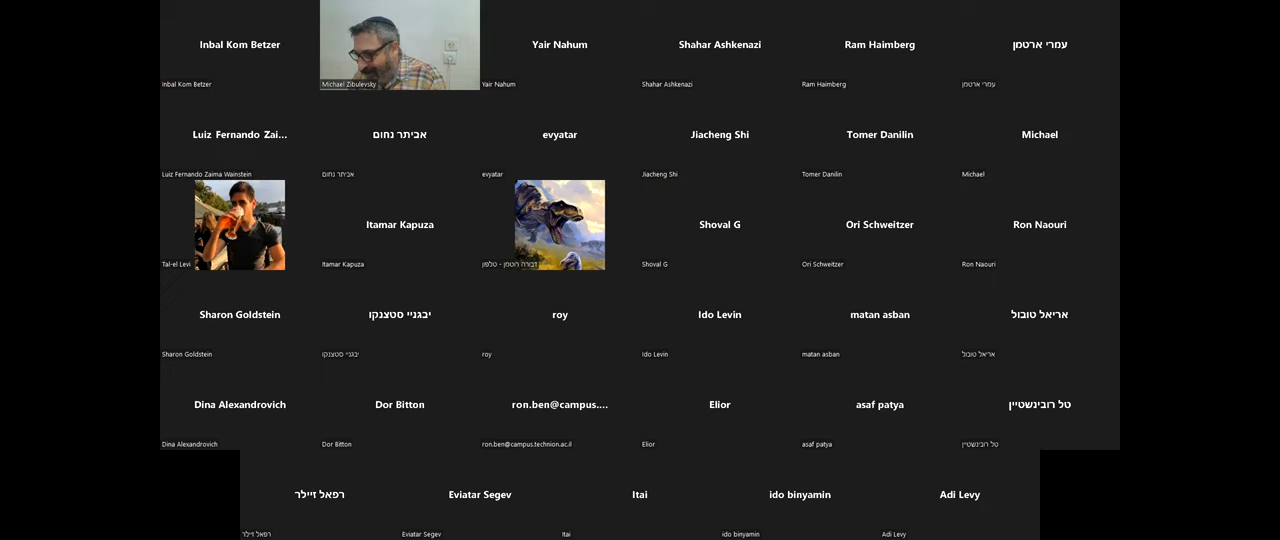 Inbal Kom Betzer
Inbal Kom Betzer
Michael Zibulevsky
Yair Nahum
Yair Nahum
Shahar Ashkenazi
Shahar Ashkenazi
Ram Haimberg
Ram Haimberg
עמרי ארטמן
עמרי ארטמן
Luiz Fernando Zai...
Luiz Fernando Zaima Wainstein
אביתר נחום
אביתר נחום
evyatar
evyatar
Jiacheng Shi
Jiacheng Shi
Tomer Danilin
Tomer Danilin
Michael
Michael
Tal-el Levi
Itamar Kapuza
Itamar Kapuza
דבורה - טלפון
Shoval G
Shoval G
Ori Schweitzer
Ori Schweitzer
Ron Naouri
Ron Naouri
Sharon Goldstein
Sharon Goldstein
יבגניי סטצנקו
יבגניי סטצנקו
roy
roy
Ido Levin
Ido Levin
matan asban
matan asban
אריאל טובול
אריאל טובול
Dina Alexandrovich
Dina Alexandrovich
Dor Bitton
Dor Bitton
ron.ben@campus....
ron.ben@campus.technion.ac.il
Elior
Elior
asaf patya
asaf patya
טל רובינשטיין
טל רובינשטיין
רפאל זיילר
רפאל זיילר
Eviatar Segev
Eviatar Segev
Itai
Itai
ido binyamin
ido binyamin
Adi Levy
Adi Levy